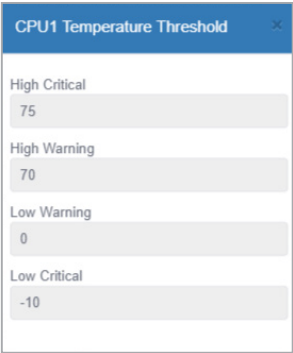 CPU1 Temperature Threshold ×
High Critical
75
High Warning
70
Low Warning
0
Low Critical
-10